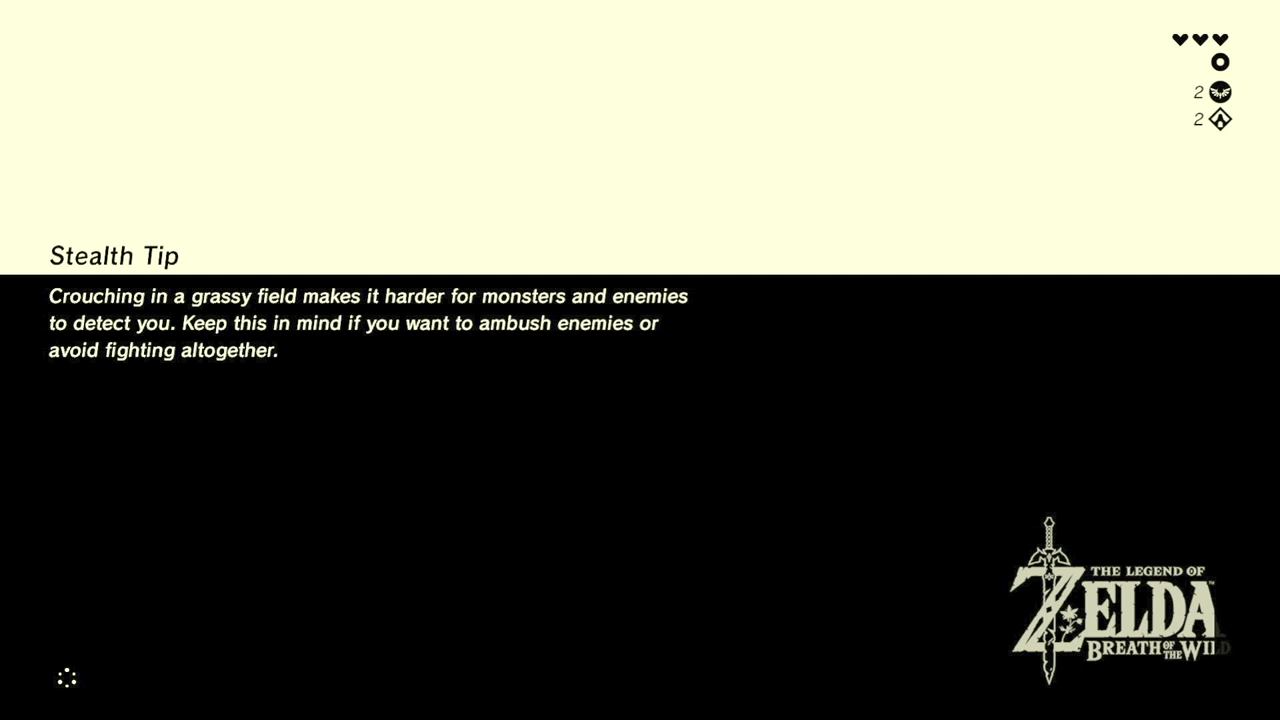 2
2
Stealth Tip
Crouching in a grassy field makes it harder for monsters and enemies
to detect you. Keep this in mind if you want to ambush enemies or
avoid fighting altogether.
THE LEGEND OF
ZELDA
BREATH OF THE WILD